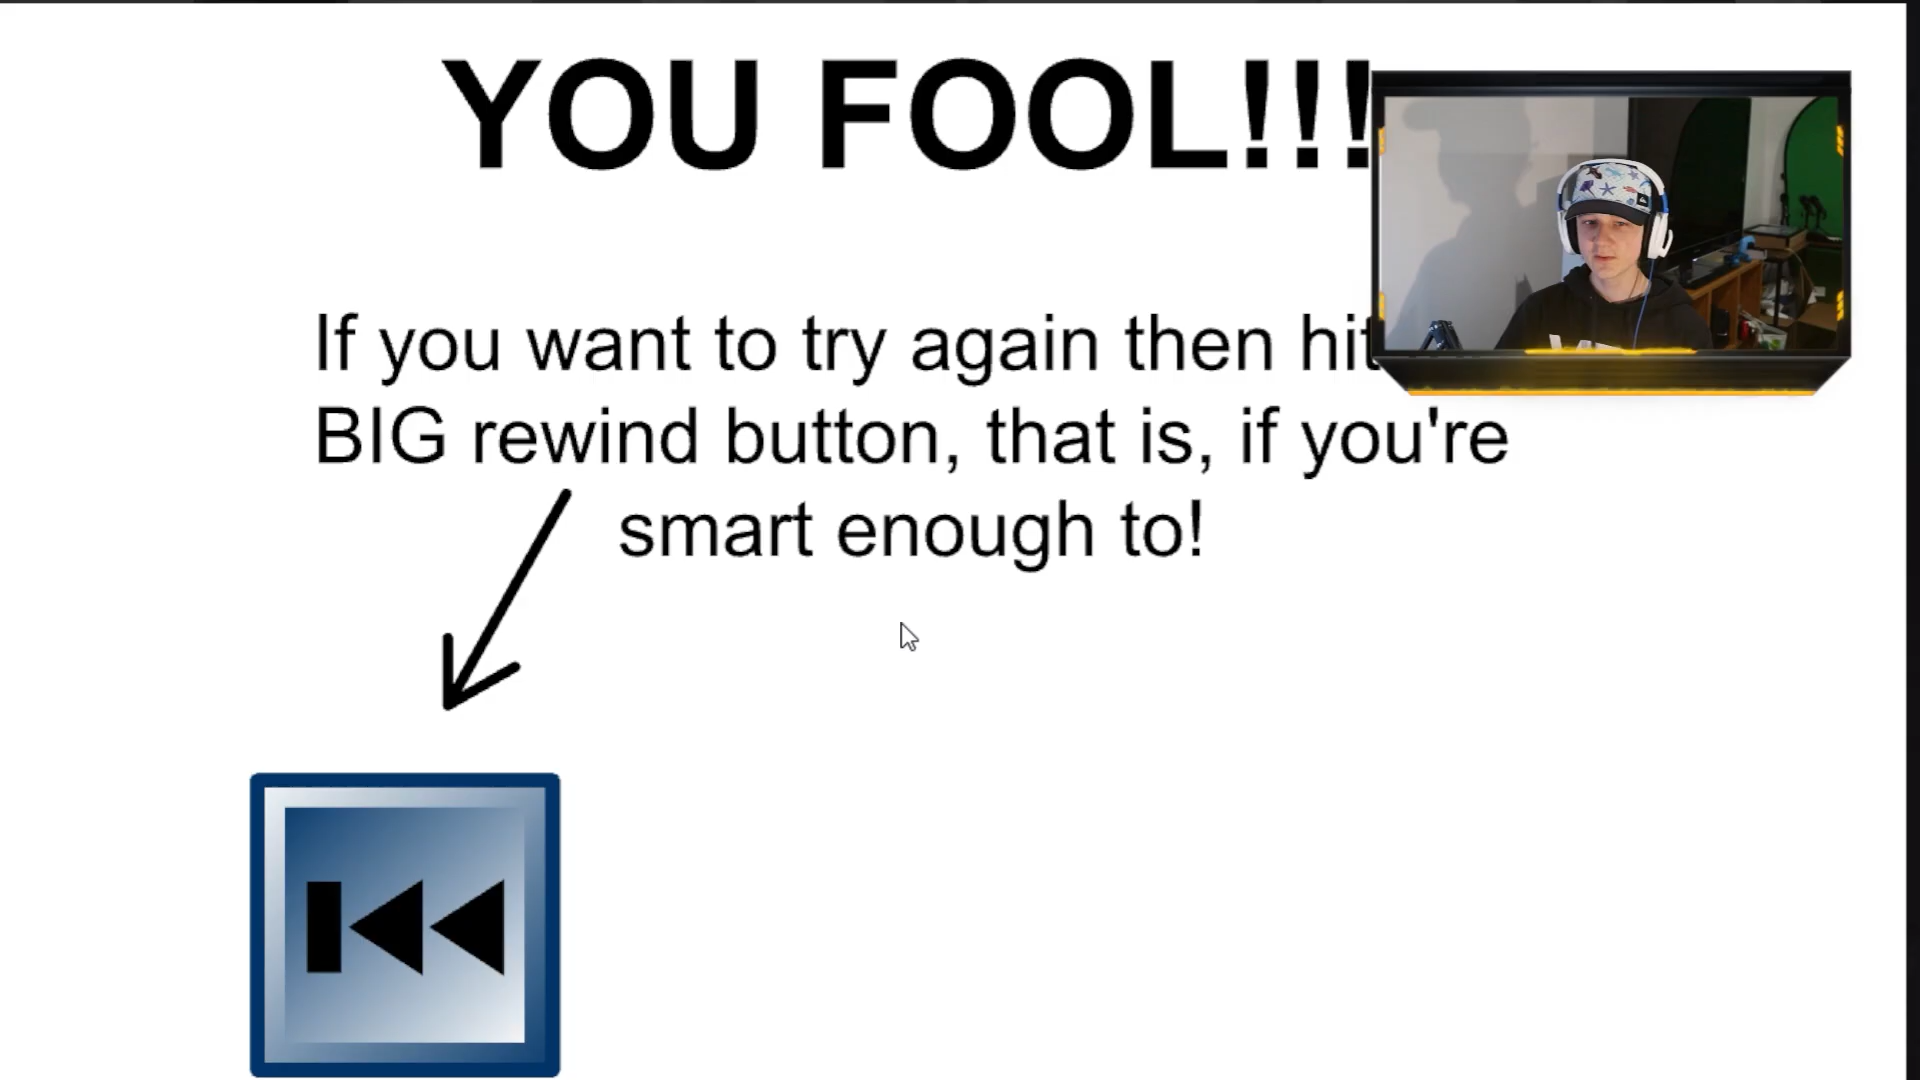 YOU FOOL!!!
If you want to try again then hit
BIG rewind button, that is, if you're
smart enough to!